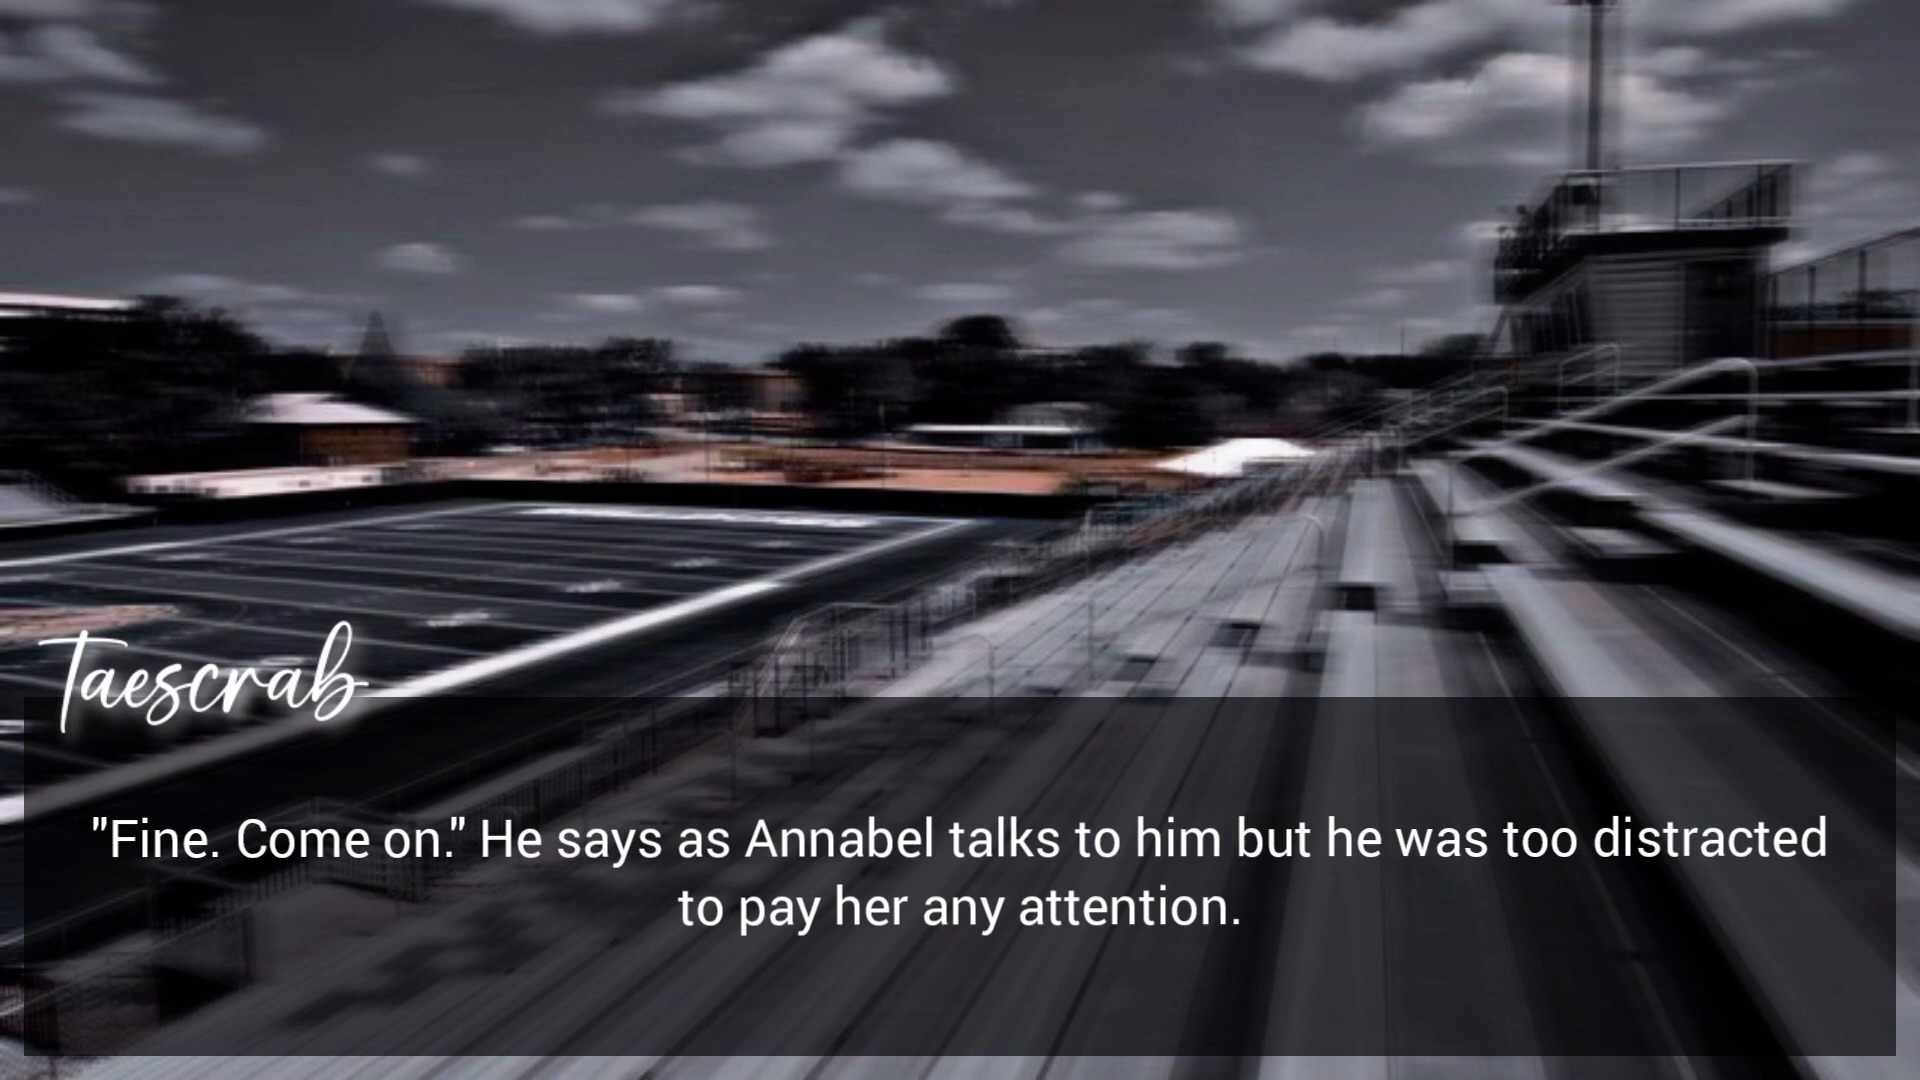 Taescrab
"Fine. Come on." He says as Annabel talks to him but he was too distracted
to pay her any attention.